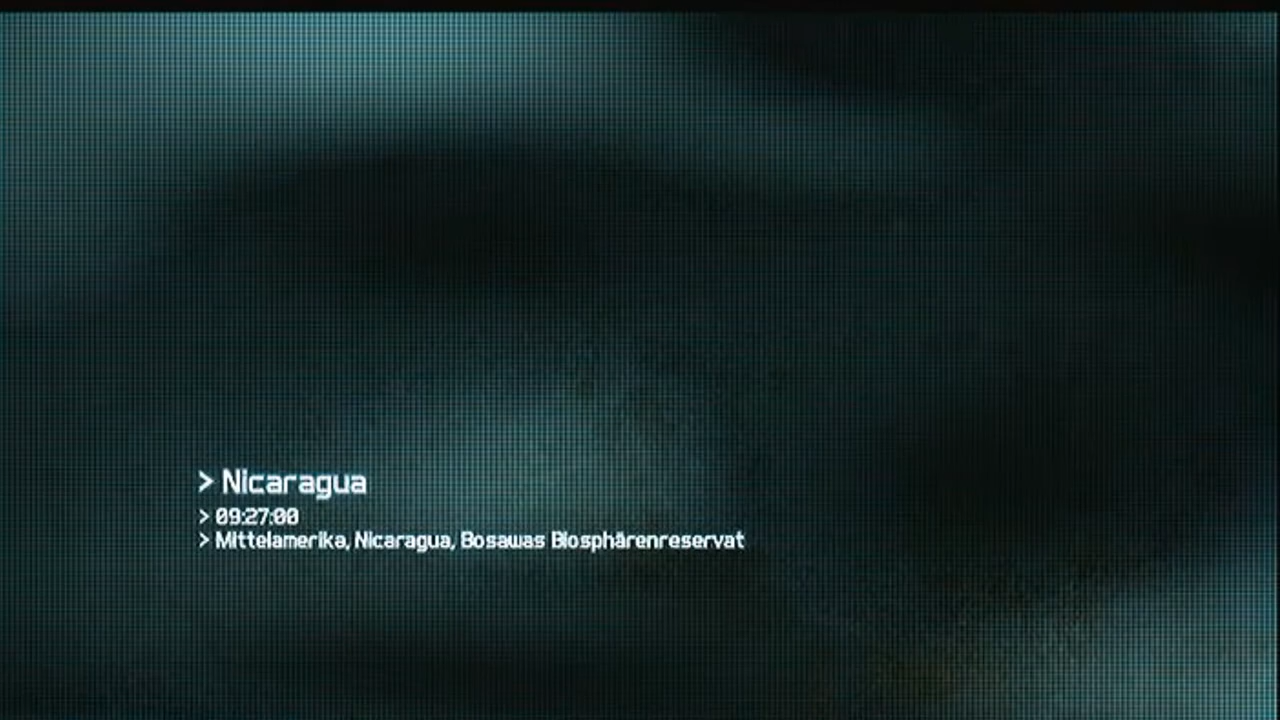 > Nicaragua
> 09:27:00
> Mittelamerika, Nicaragua, Bosawas Biosphärenreservat